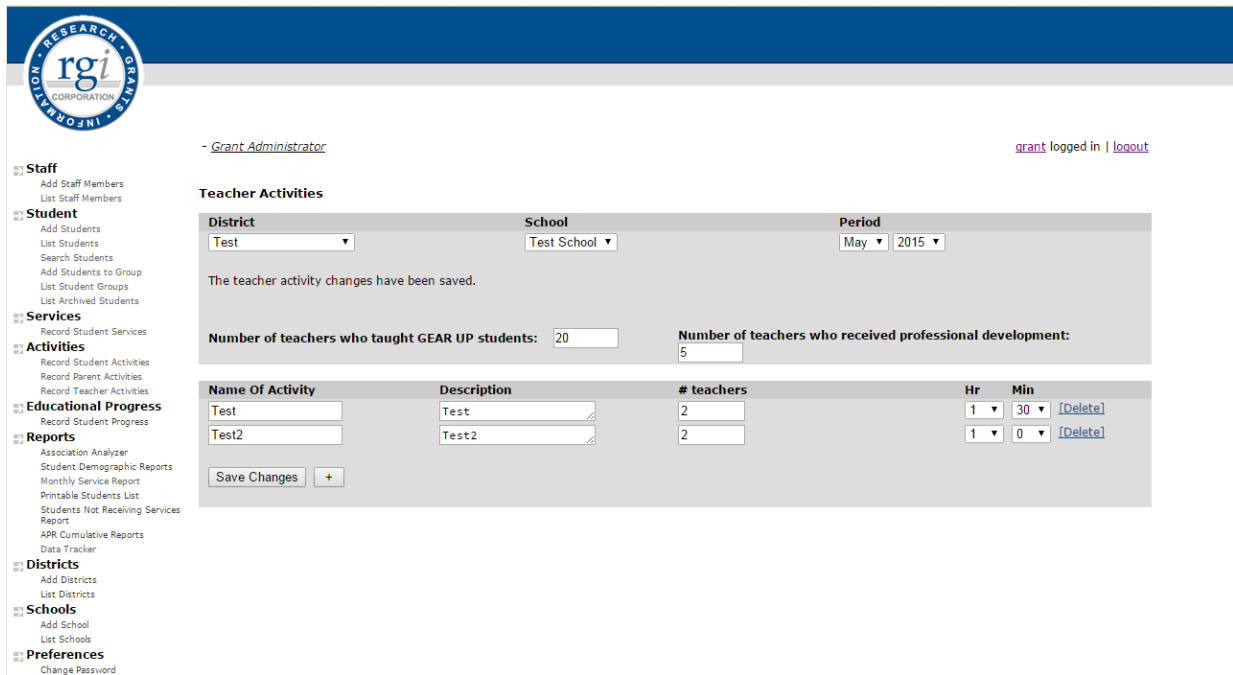 RESEARCH · GRANTS · INFORMATION ·
rgi
CORPORATION
- Grant Administrator
grant logged in | logout
Staff
Add Staff Members
List Staff Members
Student
Add Students
List Students
Search Students
Add Students to Group
List Student Groups
List Archived Students
Services
Record Student Services
Activities
Record Student Activities
Record Parent Activities
Record Teacher Activities
Educational Progress
Record Student Progress
Reports
Association Analyzer
Student Demographic Reports
Monthly Service Report
Printable Students List
Students Not Receiving Services
Report
APR Cumulative Reports
Data Tracker
Districts
Add Districts
List Districts
Schools
Add School
List Schools
Preferences
Change Password
Teacher Activities
District School Period
Test Test School May 2015
The teacher activity changes have been saved.
Number of teachers who taught GEAR UP students: 20
Number of teachers who received professional development:
5
Name Of Activity Description # teachers Hr Min
Test Test 2 1 30 [Delete]
Test2 Test2 2 1 0 [Delete]
Save Changes +